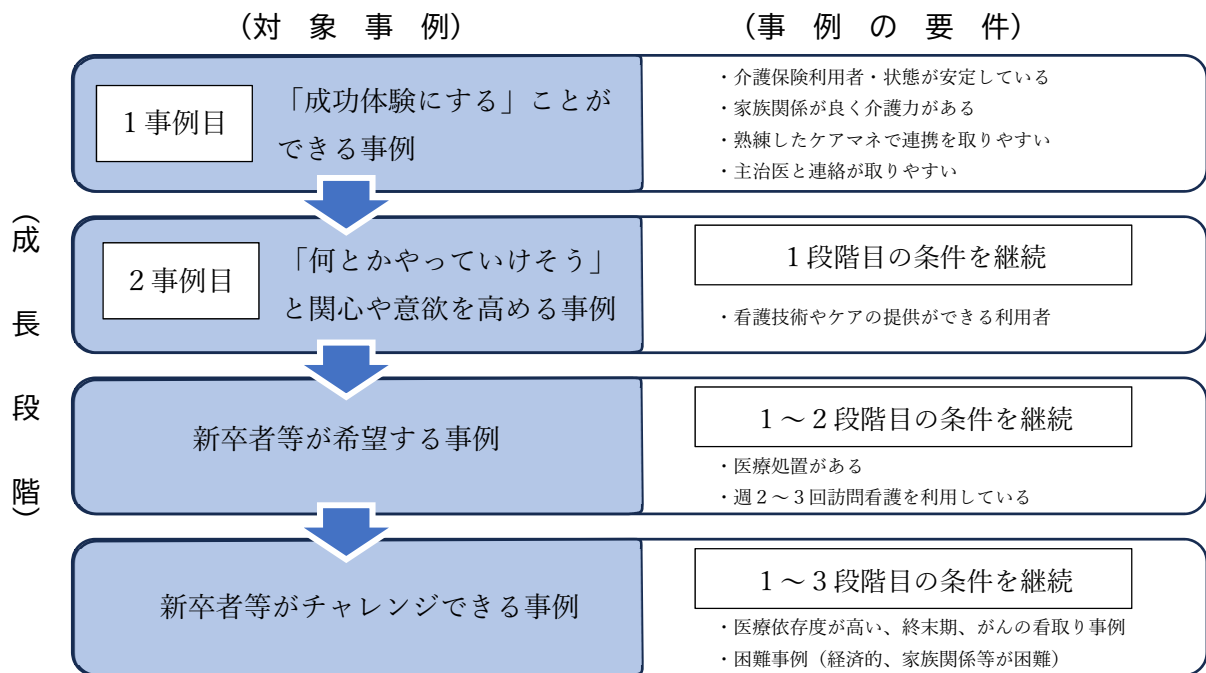 （対　象　事　例）
（事　例　の　要　件）
（成　長　段　階）
１事例目
「成功体験にする」ことが
できる事例
・介護保険利用者・状態が安定している
・家族関係が良く介護力がある
・熟練したケアマネで連携を取りやすい
・主治医と連絡が取りやすい
２事例目
「何とかやっていけそう」
と関心や意欲を高める事例
１段階目の条件を継続
・看護技術やケアの提供ができる利用者
新卒者等が希望する事例
１～２段階目の条件を継続
・医療処置がある
・週２～３回訪問看護を利用している
新卒者等がチャレンジできる事例
１～３段階目の条件を継続
・医療依存度が高い、終末期、がんの看取り事例
・困難事例（経済的、家族関係等が困難）